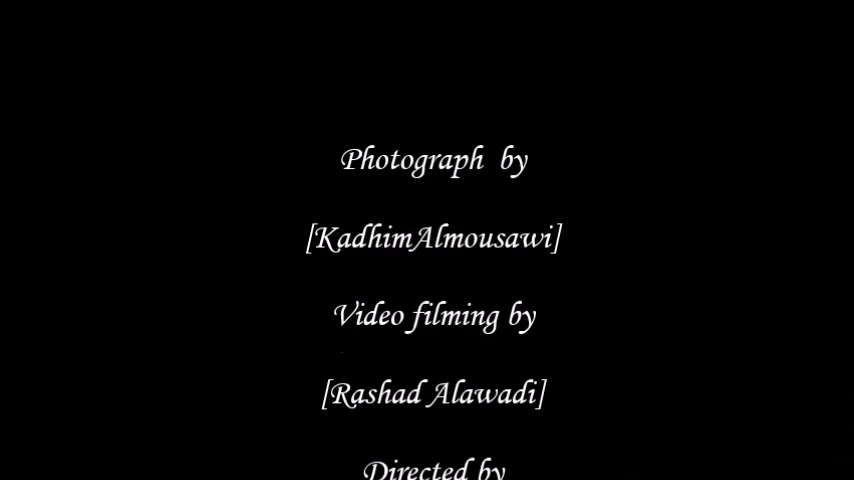 Photograph by
[KadhimAlmousawi]
Video filming by
[Rashad Alawadi]
Directed by